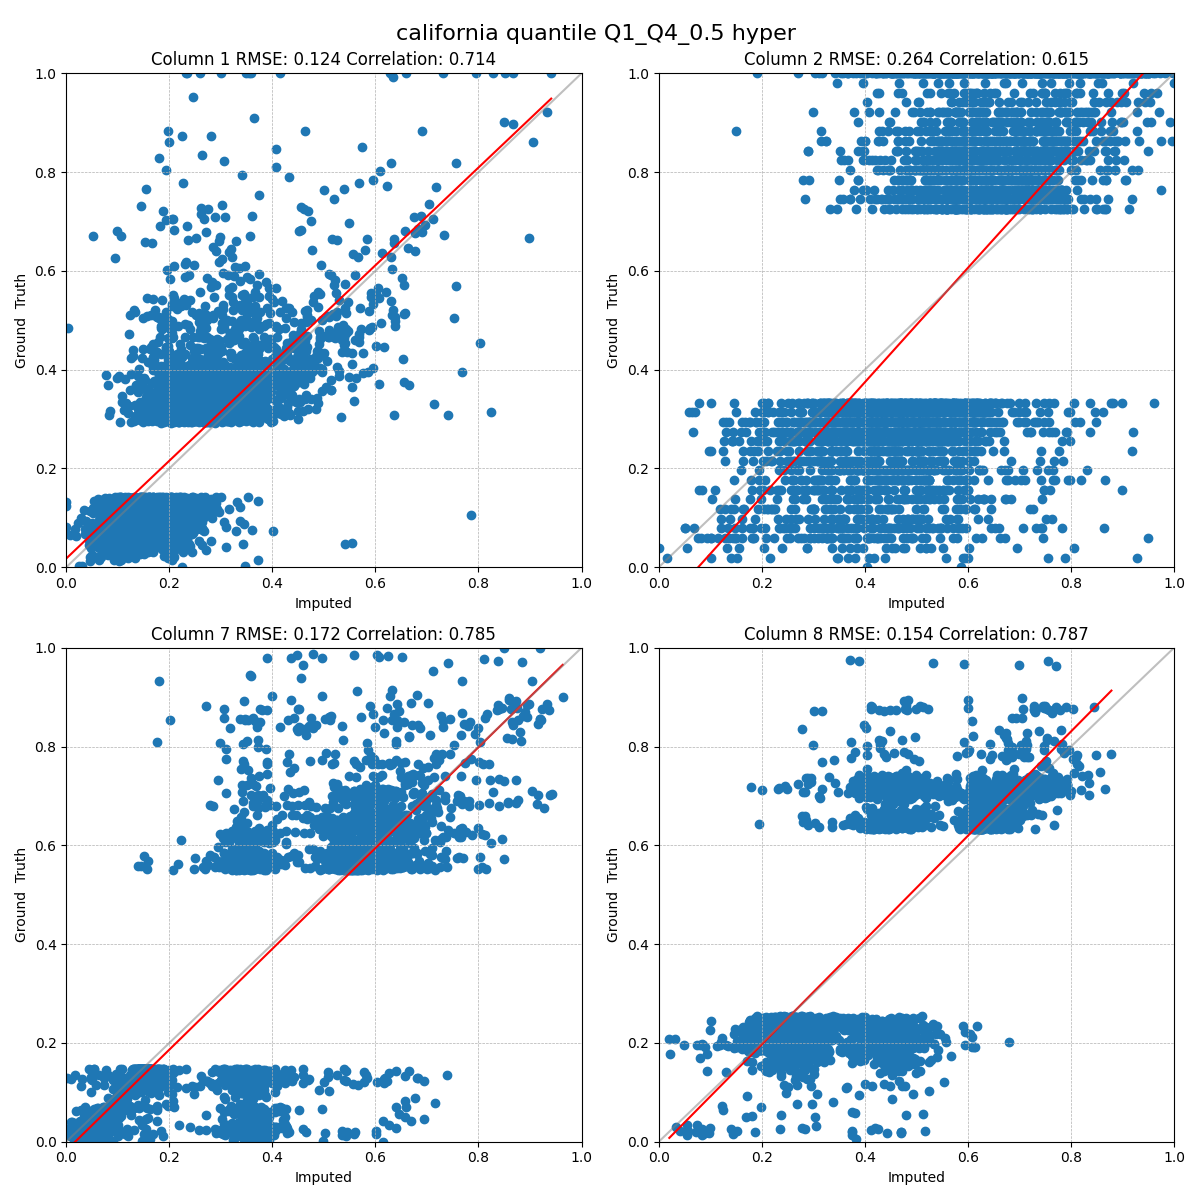 california quantile Q1_Q4_0.5 hyper
Column 1 RMSE: 0.124 Correlation: 0.714
1.0
0.8
0.6
0.4
0.2
0.0
Ground Truth
0.0 0.2 0.4 0.6 0.8 1.0
Imputed
Column 2 RMSE: 0.264 Correlation: 0.615
1.0
0.8
0.6
0.4
0.2
0.0
Ground Truth
0.0 0.2 0.4 0.6 0.8 1.0
Imputed
Column 7 RMSE: 0.172 Correlation: 0.785
1.0
0.8
0.6
0.4
0.2
0.0
Ground Truth
0.0 0.2 0.4 0.6 0.8 1.0
Imputed
Column 8 RMSE: 0.154 Correlation: 0.787
1.0
0.8
0.6
0.4
0.2
0.0
Ground Truth
0.0 0.2 0.4 0.6 0.8 1.0
Imputed